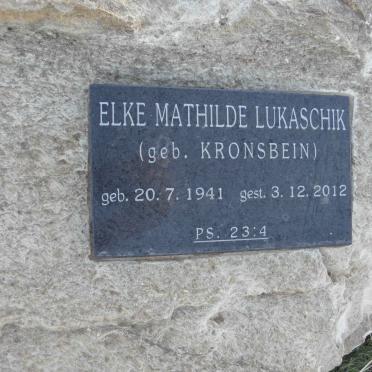 ELKE MATHILDE LUKASCHIK
(geb. KRONSBEIN)
geb. 20. 7. 1941 gest. 3. 12. 2012
PS. 23:4